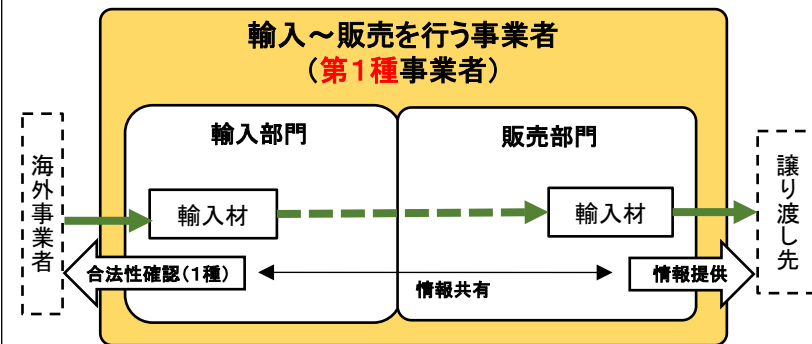 輸入～販売を行う事業者
（第１種事業者）
輸入部門
販売部門
海外事業者
輸入材
輸入材
譲り渡し先
合法性確認（１種）
情報共有
情報提供